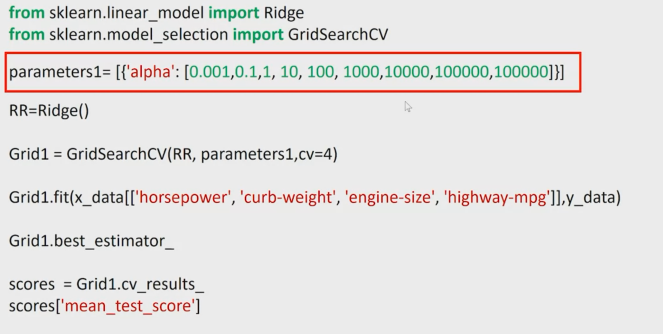 from sklearn.linear_model import Ridge
from sklearn.model_selection import GridSearchCV
parameters1= [{'alpha': [0.001,0.1,1, 10, 100, 1000,10000,100000,100000]}]
RR=Ridge()
Grid1 = GridSearchCV(RR, parameters1,cv=4)
Grid1.fit(x_data[['horsepower', 'curb-weight', 'engine-size', 'highway-mpg']],y_data)
Grid1.best_estimator_
scores = Grid1.cv_results_
scores['mean_test_score']